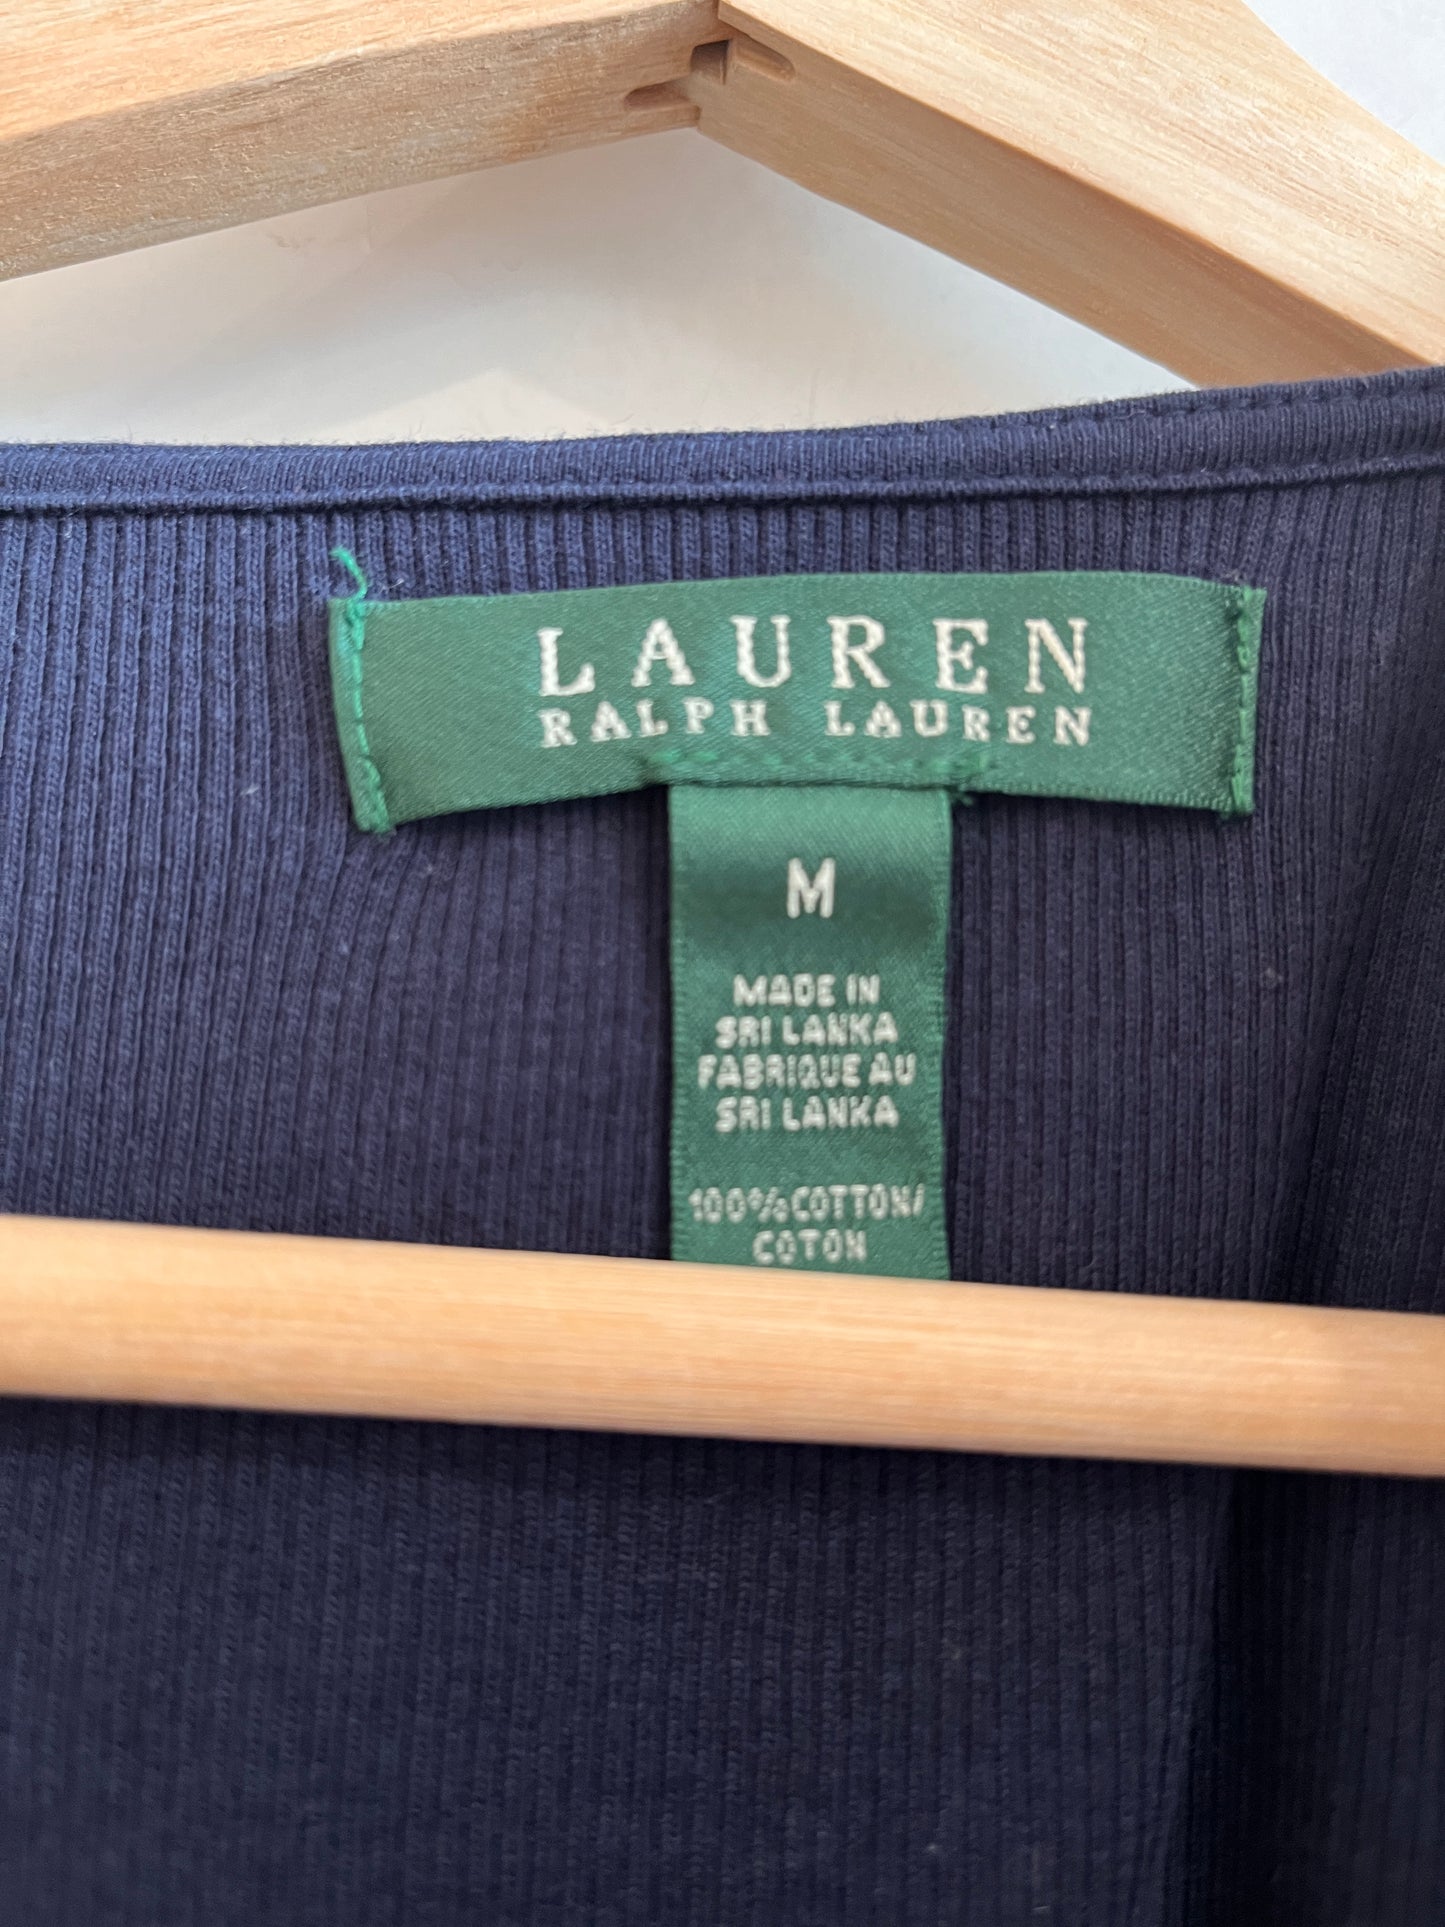 LAUREN
RALPH LAUREN
M
MADE IN
SRI LANKA
FABRIQUE AU
SRI LANKA
100%COTTON/
COTON